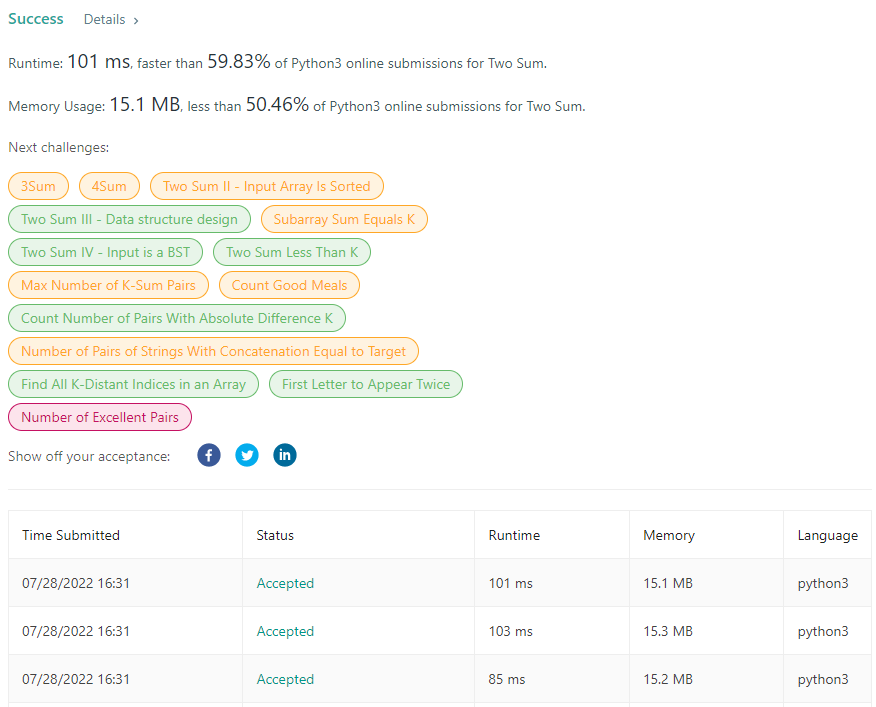 Success Details >
Runtime: 101 ms, faster than 59.83% of Python3 online submissions for Two Sum.
Memory Usage: 15.1 MB, less than 50.46% of Python3 online submissions for Two Sum.
Next challenges:
3Sum 4Sum Two Sum II - Input Array Is Sorted
Two Sum III - Data structure design Subarray Sum Equals K
Two Sum IV - Input is a BST Two Sum Less Than K
Max Number of K-Sum Pairs Count Good Meals
Count Number of Pairs With Absolute Difference K
Number of Pairs of Strings With Concatenation Equal to Target
Find All K-Distant Indices in an Array First Letter to Appear Twice
Number of Excellent Pairs
Show off your acceptance: f in
Time Submitted Status Runtime Memory Language
07/28/2022 16:31 Accepted 101 ms 15.1 MB python3
07/28/2022 16:31 Accepted 103 ms 15.3 MB python3
07/28/2022 16:31 Accepted 85 ms 15.2 MB python3